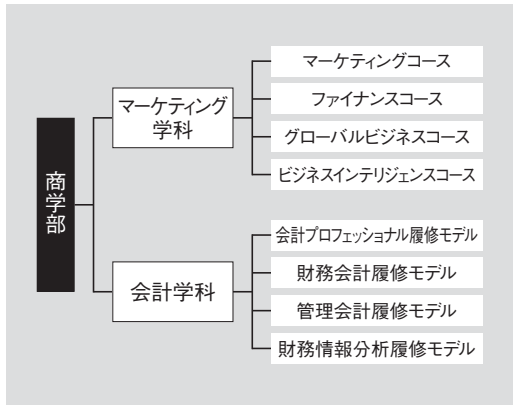 商学部
マーケティング
学科
マーケティングコース
ファイナンスコース
グローバルビジネスコース
ビジネスインテリジェンスコース
会計学科
会計プロフェッショナル履修モデル
財務会計履修モデル
管理会計履修モデル
財務情報分析履修モデル